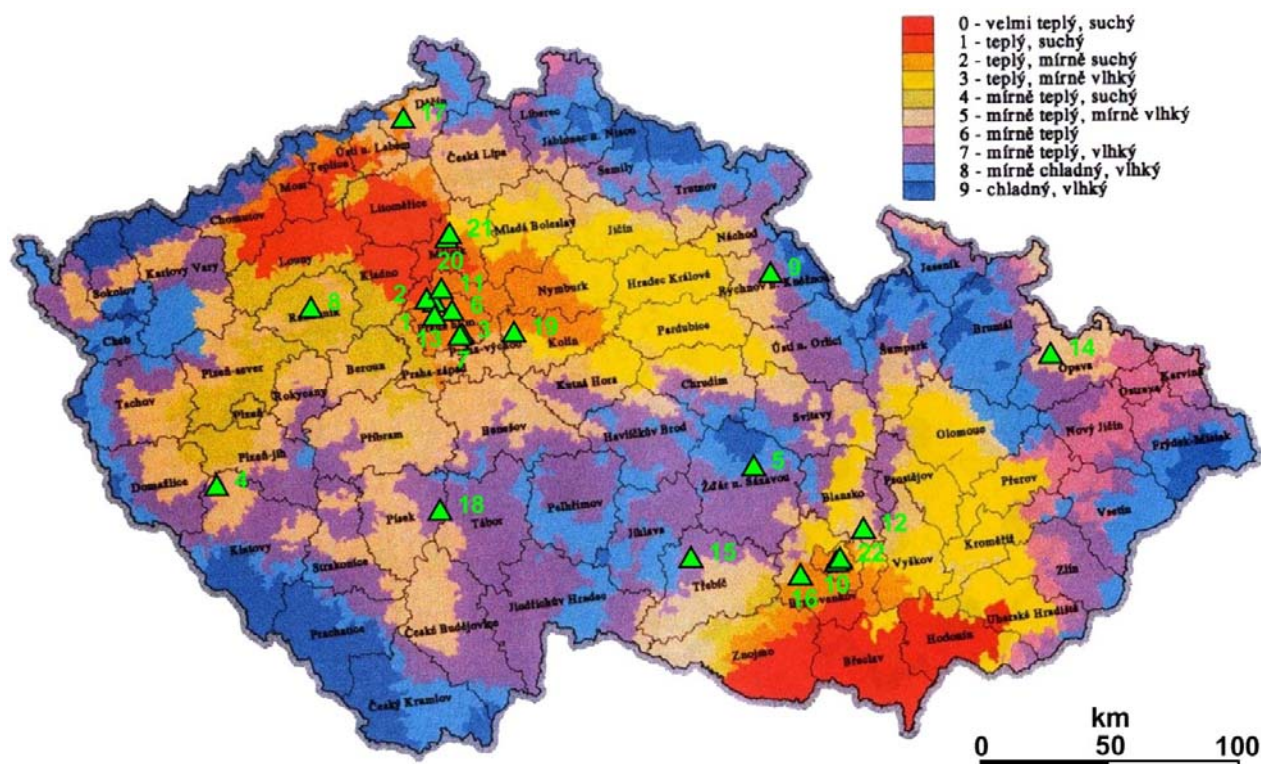 0 - velmi teplý, suchý
1 - teplý, suchý
2 - teplý, mírně suchý
3 - teplý, mírně vlhký
4 - mírně teplý, suchý
5 - mírně teplý, mírně vlhký
6 - mírně teplý
7 - mírně teplý, vlhký
8 - mírně chladný, vlhký
9 - chladný, vlhký
Děčín
17
Liberec
Jablonec n. Nisou
Ústí n. Labem
Teplice
Česká Lípa
Semily
Most
Trutnov
Chomutov
Litoměřice
21
Mladá Boleslav
Jičín
Náchod
Louny
20
Karlovy Vary
Sokolov
Kladno
9
Jeseník
Rychnov n. Kněžnou
Hradec Králové
Nymburk
11
2
8
6
Cheb
1
13
3
19
Kolín
Pardubice
Bruntál
Ústí n. Orlicí
Šumperk
14
Opava
Plzeň-sever
Beroun
Praha-západ
7
Rokycany
Tachov
Kutná Hora
Chrudim
Ostrava
Karviná
Plzeň
Svitavy
Příbram
Benešov
Havlíčkův Brod
Olomouc
Nový Jičín
Frýdek-Místek
Plzeň-jih
Domažlice
4
5
Žďár n. Sázavou
Prostějov
Přerov
Blansko
Písek
18
Tábor
Pelhřimov
Vsetín
Klatovy
Jihlava
12
Kroměříž
Strakonice
15
22
Vyškov
Třebíč
10
Zlín
16
Jindřichův Hradec
Uherské Hradiště
Prachatice
České Budějovice
Znojmo
Břeclav
Hodonín
Český Krumlov
km
0 50 100